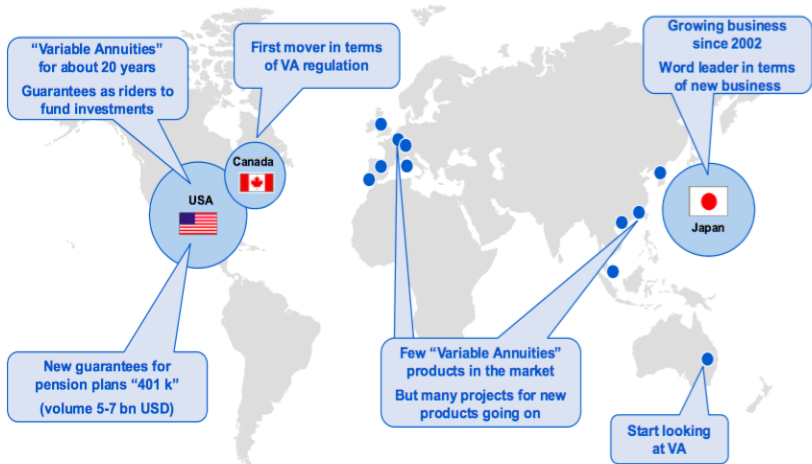 “Variable Annuities”
for about 20 years
Guarantees as riders to
fund investments
First mover in terms
of VA regulation
Growing business
since 2002
Word leader in terms
of new business
Canada
USA
Japan
New guarantees for
pension plans “401 k”
(volume 5-7 bn USD)
Few “Variable Annuities”
products in the market
But many projects for new
products going on
Start looking
at VA